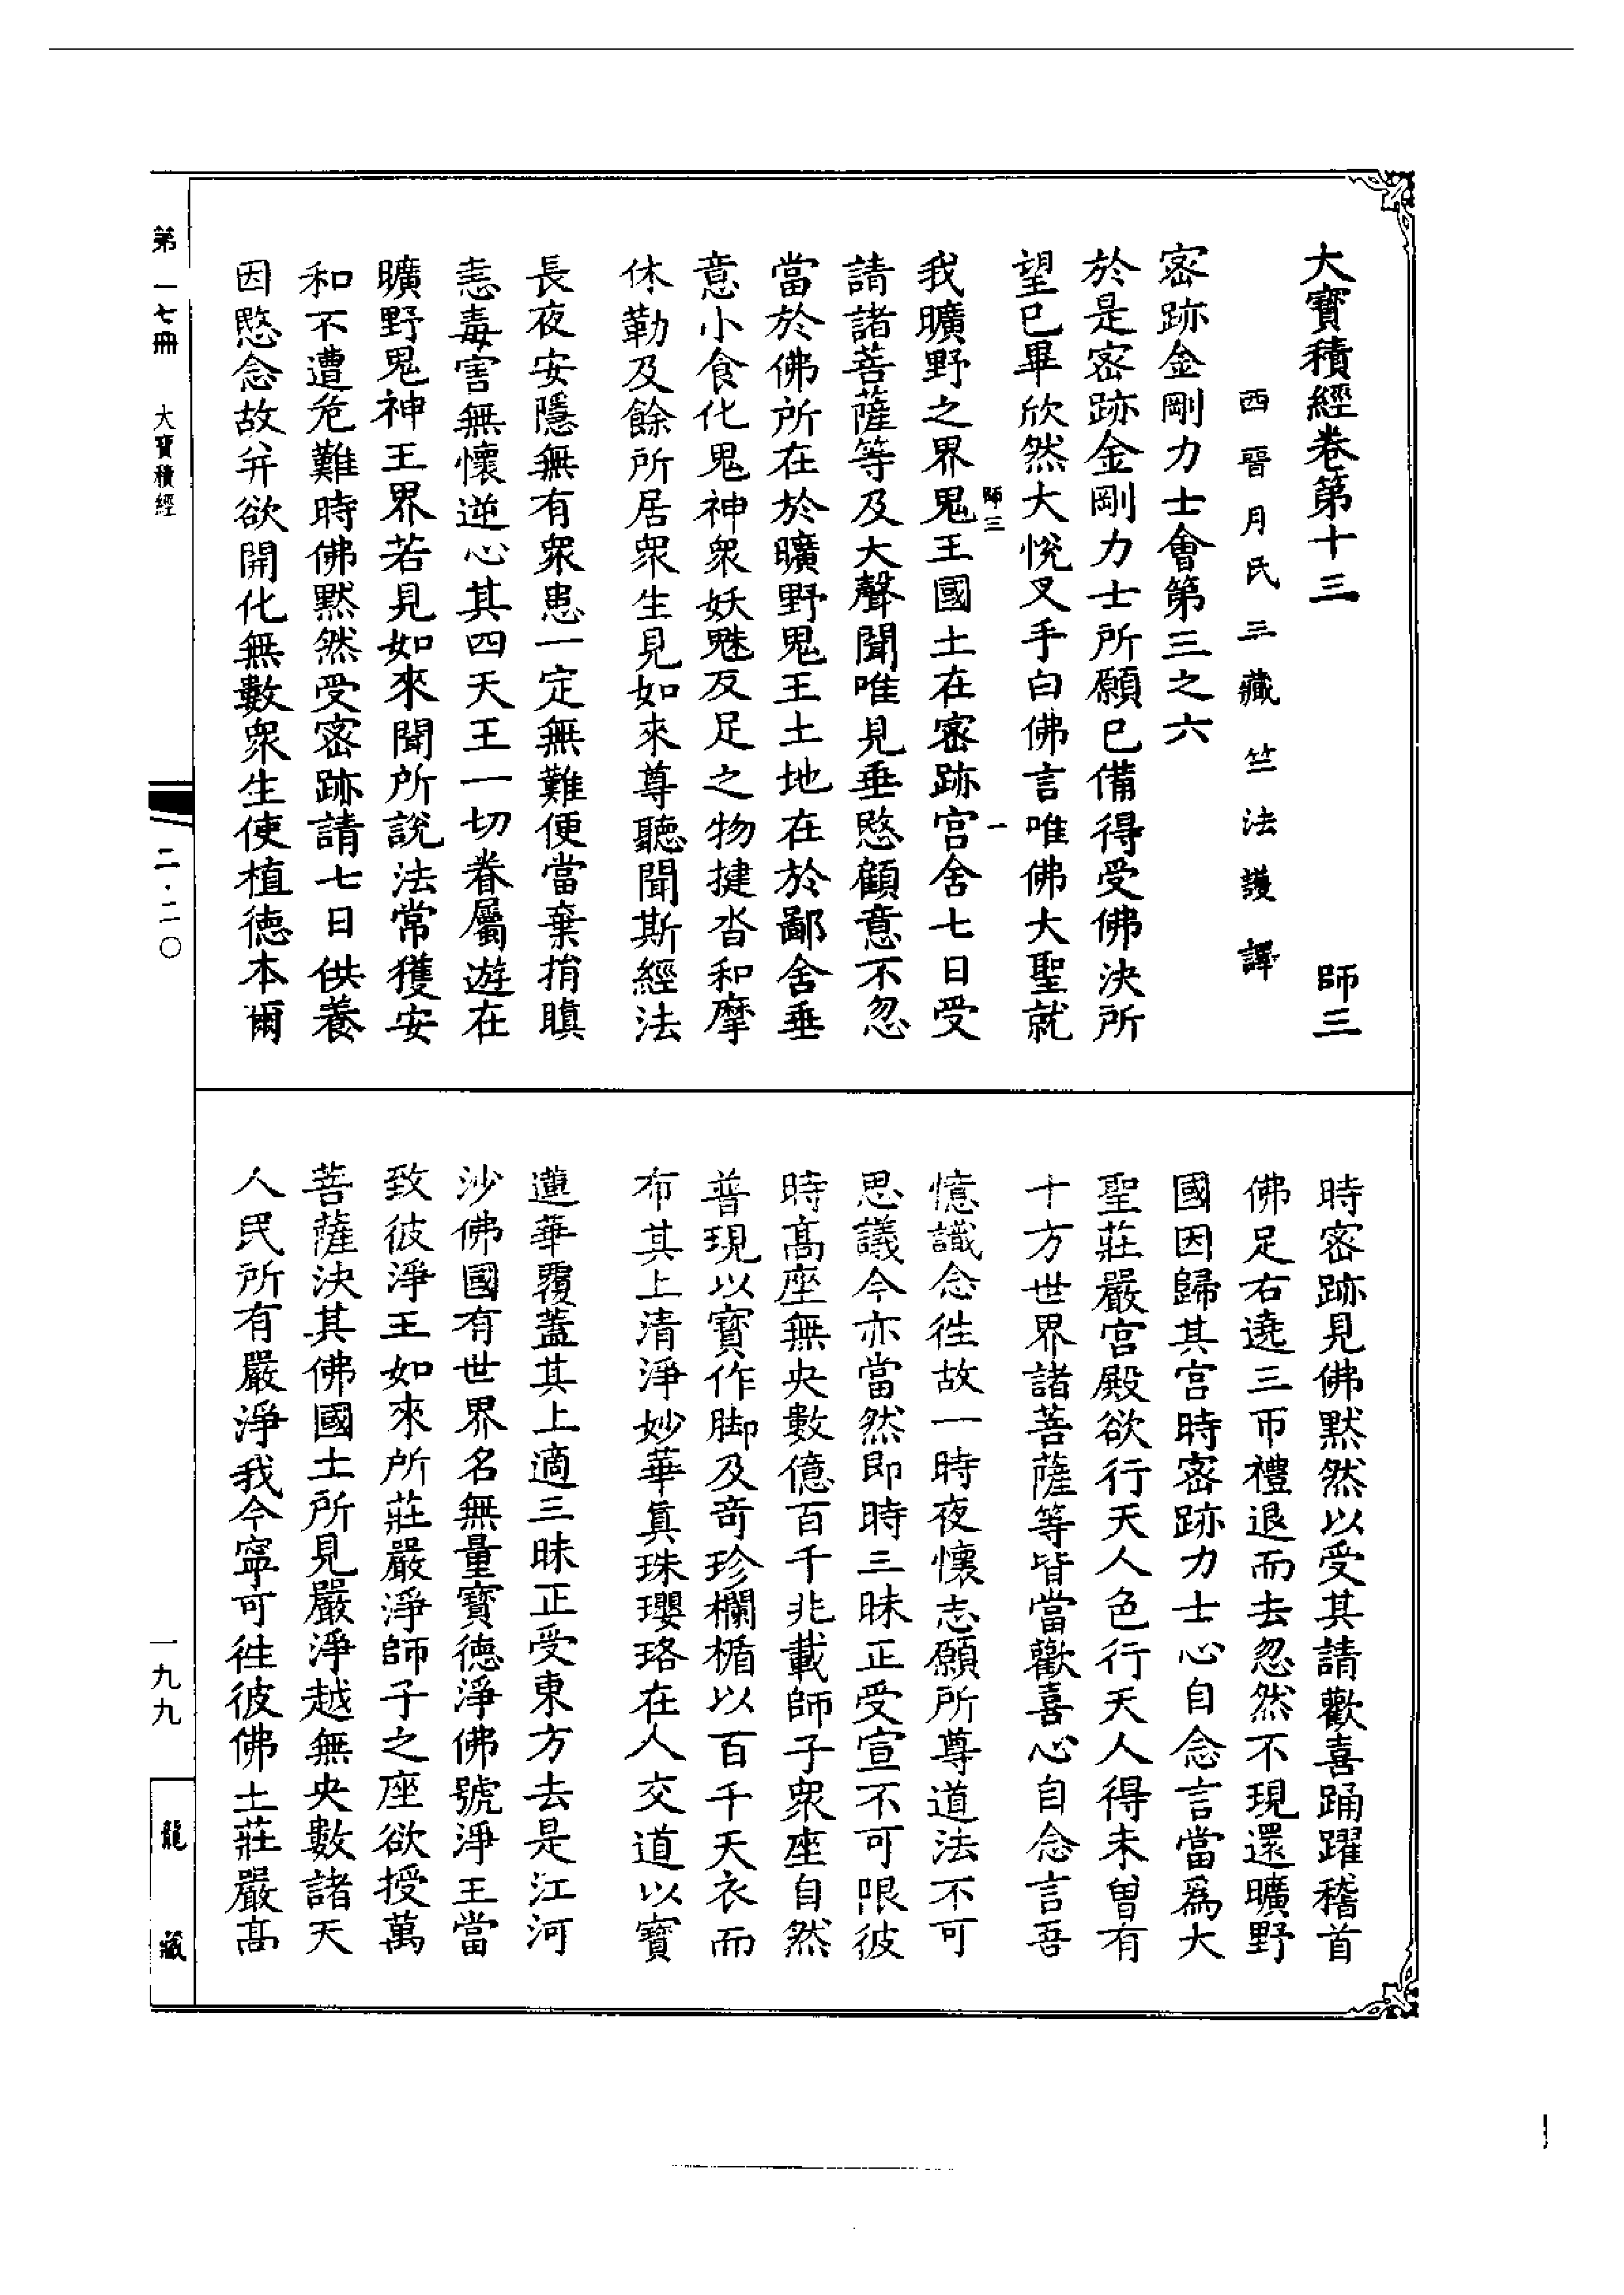 大寶積經卷第十三　師三
西晉月氏三藏竺法護譯
密跡金剛力士會第三之六
於是密跡金剛力士所願已備得受佛決所
望已畢欣然大悅叉手白佛言唯佛大聖就
師三　一
我曠野之界鬼王國土在密跡宮舍七日受
請諸菩薩等及大聲聞唯見垂愍顧意不忽
當於佛所在於曠野鬼王土地在於鄙舍垂
意小食化鬼神眾妖魅反足之物揵沓和摩
休勒及餘所居眾生見如來尊聽聞斯經法
長夜安隱無有眾患一定無難便當棄捐瞋
恚毒害無懷逆心其四天王一切眷屬遊在
曠野鬼神王界若見如來聞所說法常獲安
和不遭危難時佛默然受密跡請七日供養
因愍念故并欲開化無數眾生使植德本爾
時密跡見佛默然以受其請歡喜踊躍稽首
佛足右遶三帀禮退而去忽然不現還曠野
國因歸其宮時密跡力士心自念言當為大
聖莊嚴宮殿欲行天人色行天人得未曾有
十方世界諸菩薩等皆當歡喜心自念言吾
憶識念往故一時夜懷志願所尊道法不可
思議今亦當然即時三昧正受宣不可限彼
時高座無央數億百千兆載師子眾座自然
普現以寶作脚及奇珍欄楯以百千天衣而
布其上清淨妙華真珠瓔珞在人交道以寶
蓮華覆蓋其上適三昧正受東方去是江河
沙佛國有世界名無量寶德淨佛號淨王當
致彼淨王如來所莊嚴淨師子之座欲授萬
菩薩決其佛國土所見嚴淨越無央數諸天
人民所有嚴淨我今寧可往彼佛土莊嚴高
第一七冊　大寶積經　二·二〇　一九九　龍藏